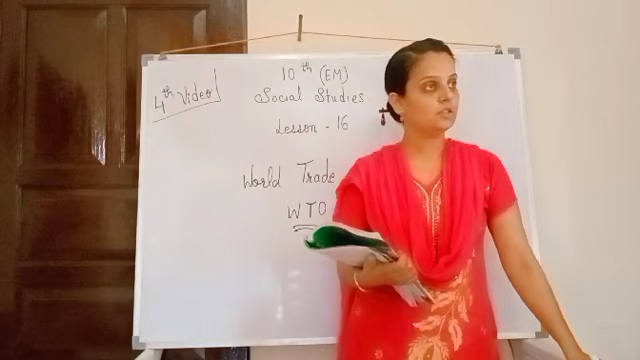 4th Video
10th (EM)
Social Studies
Lesson - 16
World Trade
WTO